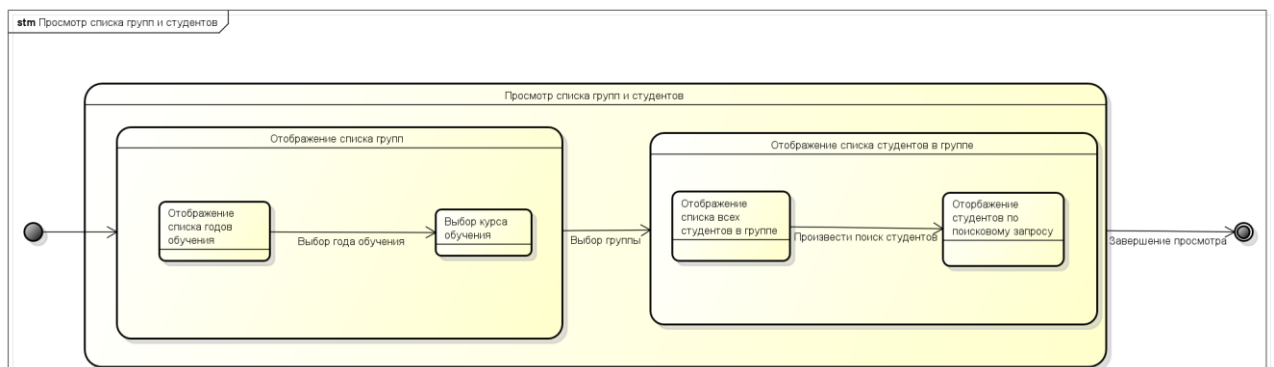 stm Просмотр списка групп и студентов
Просмотр списка групп и студентов
Отображение списка групп
Отображение списка студентов в группе
Отображение
списка годов
обучения
Выбор года обучения
Выбор курса
обучения
Выбор группы
Отображение
списка всех
студентов в группе
Произвести поиск студентов
Оторбажение
студентов по
поисковому запросу
Завершение просмотра